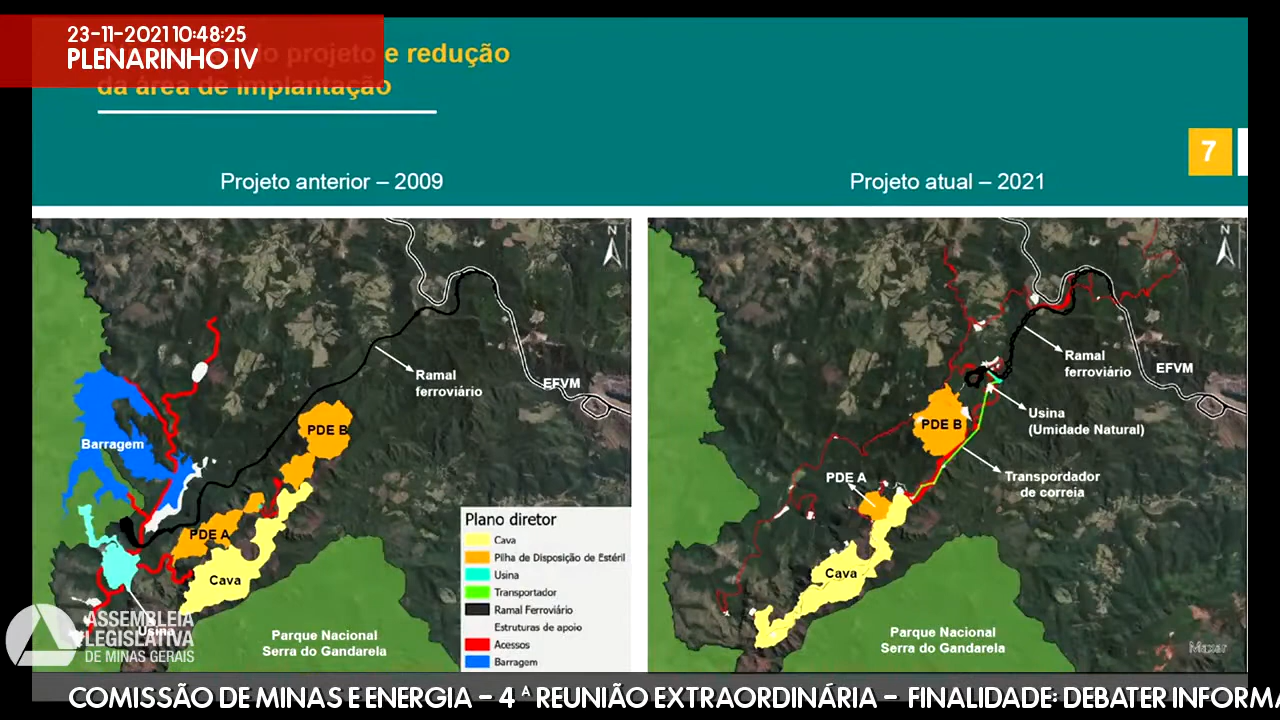 23-11-2021 10:48:25
PLENARINHO IV
do projeto e redução
da área de implantação
7
Projeto anterior – 2009
Projeto atual – 2021
N
Ramal
ferroviário
EFVM
PDE B
Barragem
PDE A
Cava
Parque Nacional
Serra do Gandarela
Plano diretor
Cava
Pilha de Disposição de Estéril
Usina
Transportador
Ramal Ferroviário
Estruturas de apoio
Acessos
Barragem
N
Ramal
ferroviário
EFVM
Usina
(Umidade Natural)
PDE B
PDE A
Transpordador
de correia
Cava
Parque Nacional
Serra do Gandarela
Maxar
ASSEMBLEIA
LEGISLATIVA
DE MINAS GERAIS
COMISSÃO DE MINAS E ENERGIA – 4 ª REUNIÃO EXTRAORDINÁRIA – FINALIDADE: DEBATER INFORMA